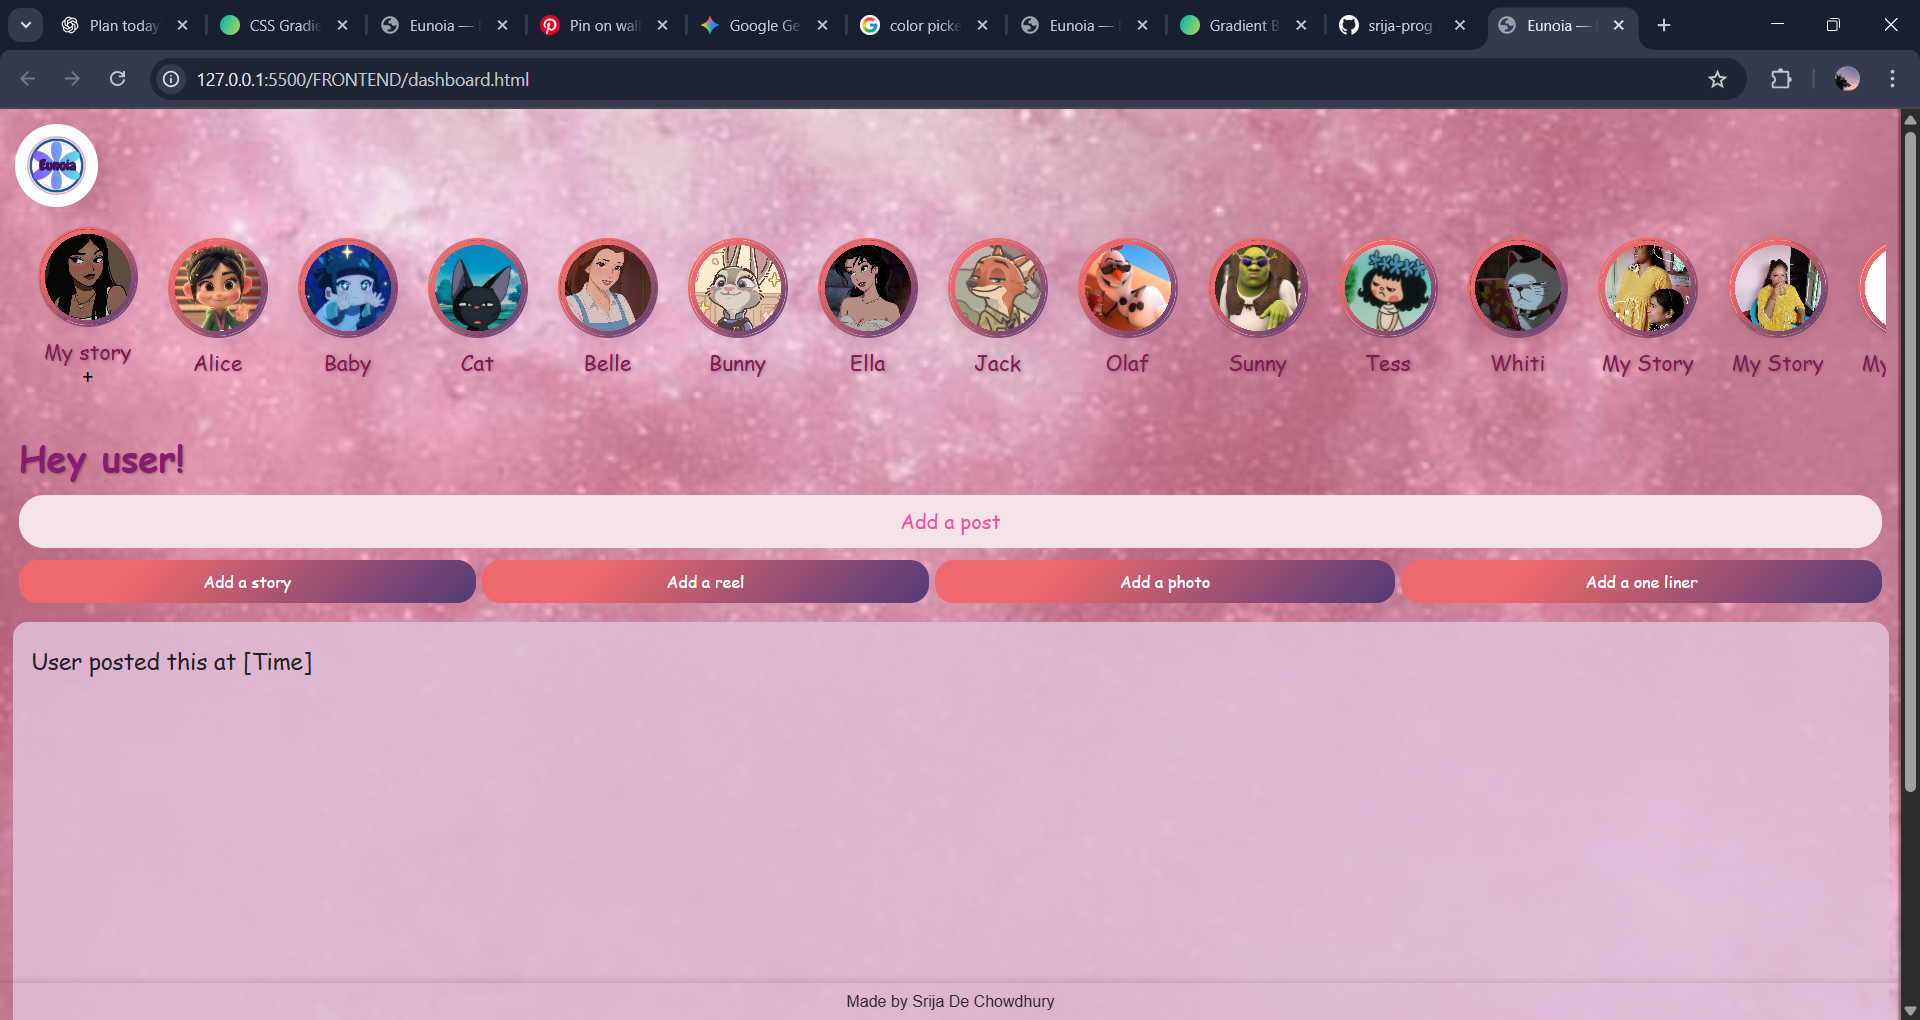 Plan today
CSS Gradie
Eunoia —
Pin on wall
Google Ge
color picke
Eunoia —
Gradient B
srija-prog
Eunoia —
127.0.0.1:5500/FRONTEND/dashboard.html
Eunoia
My story
+
Alice
Baby
Cat
Belle
Bunny
Ella
Jack
Olaf
Sunny
Tess
Whiti
My Story
My Story
My
Hey user!
Add a post
Add a story
Add a reel
Add a photo
Add a one liner
User posted this at [Time]
Made by Srija De Chowdhury